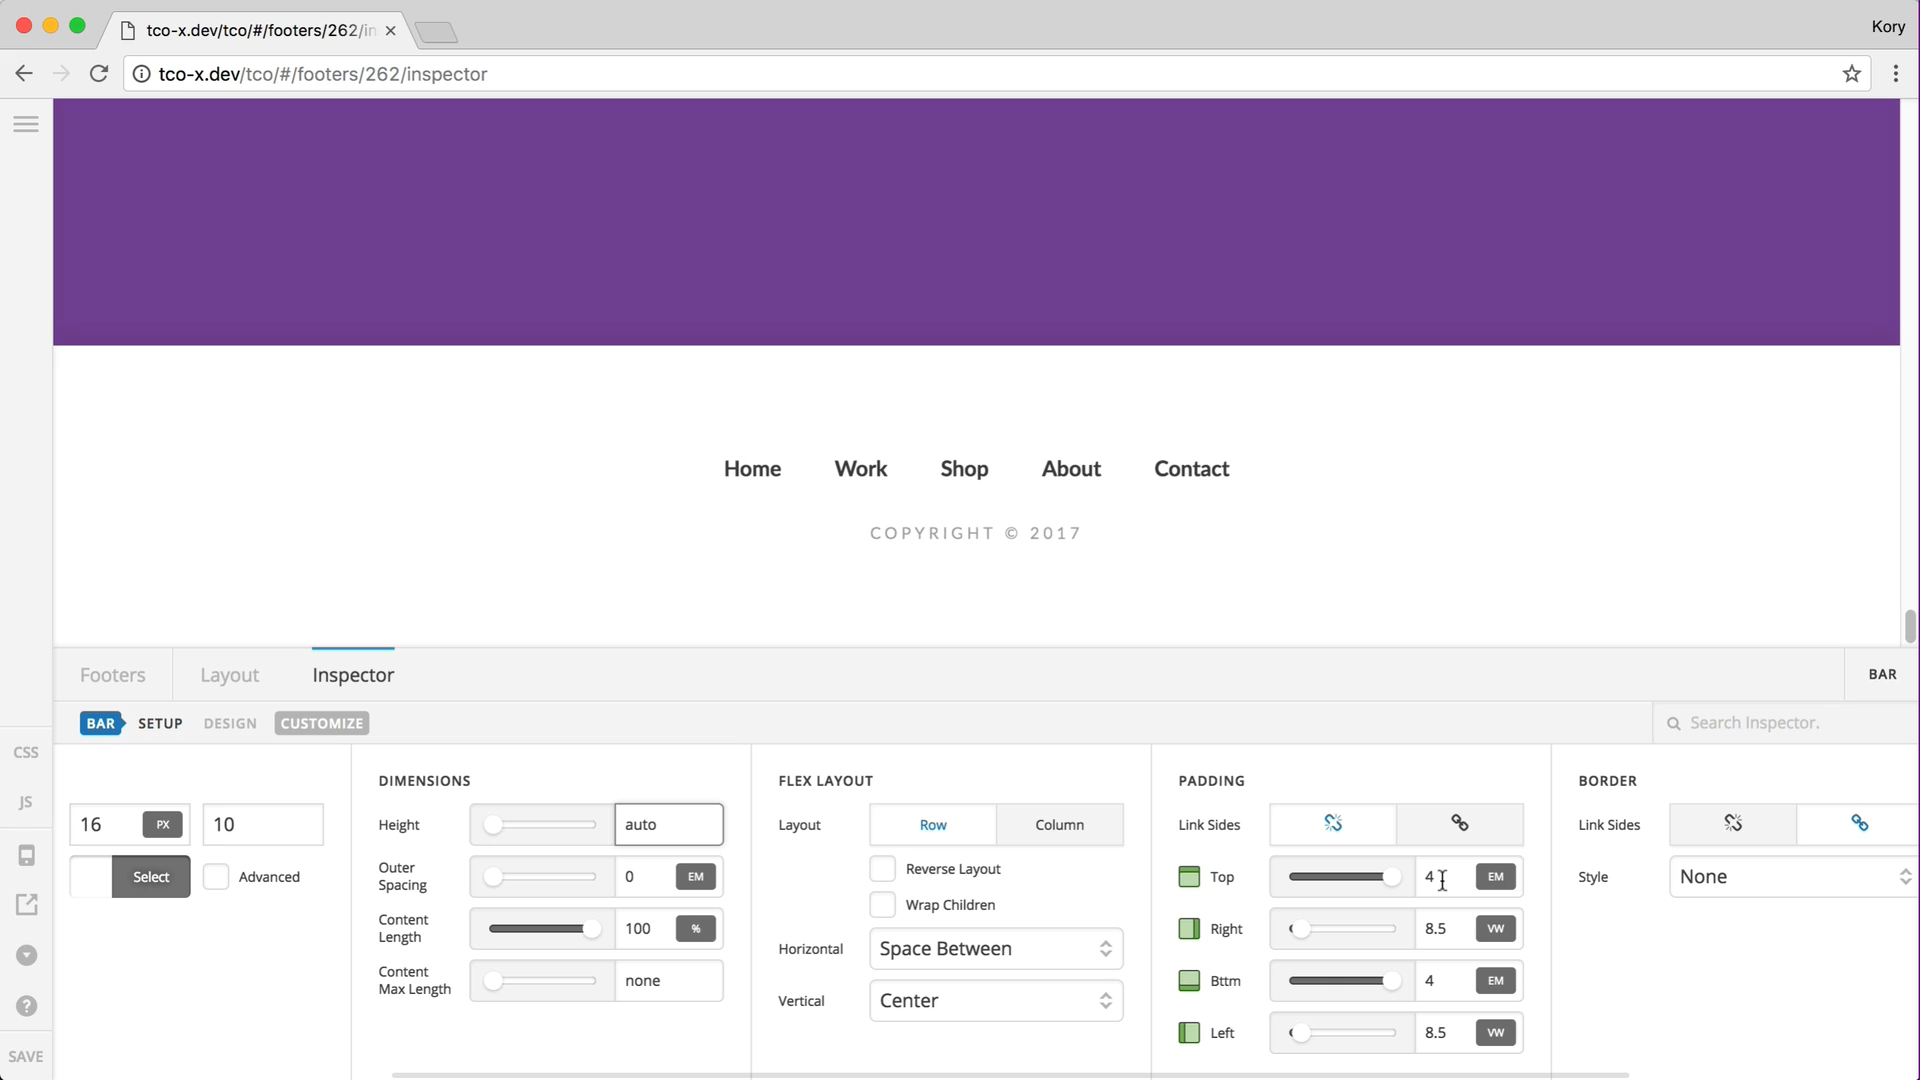 tco-x.dev/tco/#/footers/262/in
Kory
tco-x.dev/tco/#/footers/262/inspector
Home Work Shop About Contact
COPYRIGHT © 2017
Footers Layout Inspector BAR
BAR SETUP DESIGN CUSTOMIZE Search Inspector.
CSS
JS
SAVE
16 PX 10
Select Advanced
DIMENSIONS
Height auto
Outer
Spacing 0 EM
Content
Length 100 %
Content
Max Length none
FLEX LAYOUT
Layout Row Column
Reverse Layout
Wrap Children
Horizontal Space Between
Vertical Center
PADDING
Link Sides
Top 4 EM
Right 8.5 VW
Bttm 4 EM
Left 8.5 VW
BORDER
Link Sides
Style None